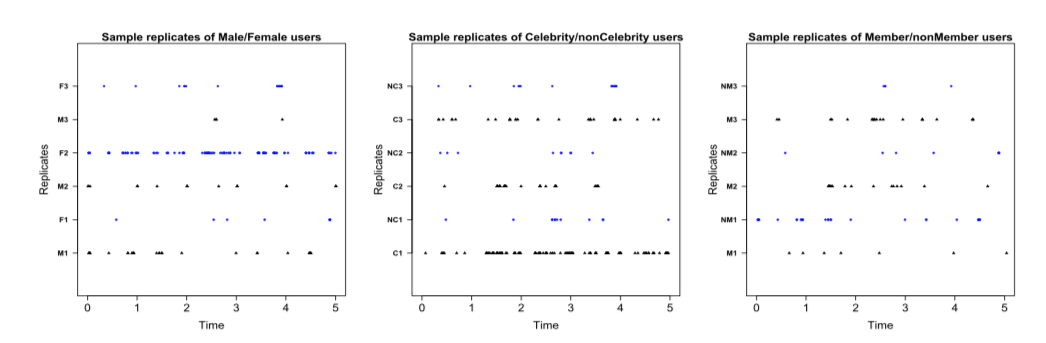 Sample replicates of Male/Female users
F3
M3
F2
M2
F1
M1
Replicates
0 1 2 3 4 5
Time
Sample replicates of Celebrity/nonCelebrity users
NC3
C3
NC2
C2
NC1
C1
Replicates
0 1 2 3 4 5
Time
Sample replicates of Member/nonMember users
NM3
M3
NM2
M2
NM1
M1
Replicates
0 1 2 3 4 5
Time